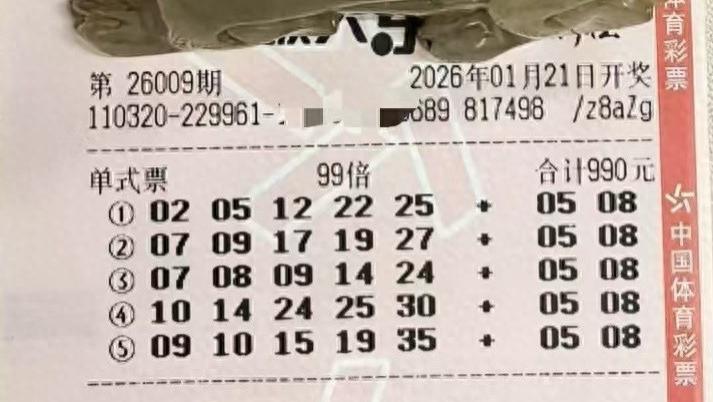 第 26009期 2026年01月21日开奖
110320-229961- 689 817498 /z8aZg
单式票 99倍 合计990元
① 02 05 12 22 25 + 05 08
② 07 09 17 19 27 + 05 08
③ 07 08 09 14 24 + 05 08
④ 10 14 24 25 30 + 05 08
⑤ 09 10 15 19 35 + 05 08
体育彩票
中国体育彩票